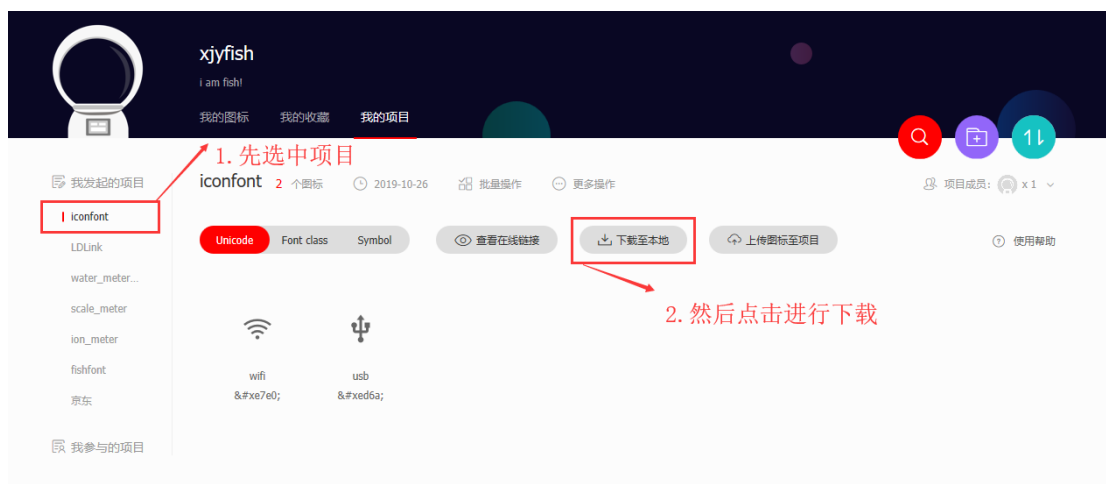 xjyfish
i am fish!
我的图标 我的收藏 我的项目
1. 先选中项目
我发起的项目
iconfont 2 个图标 2019-10-26 批量操作 更多操作 项目成员: x 1
iconfont
Unicode Font class Symbol 查看在线链接 下载至本地 上传图标至项目 使用帮助
LDLink
water_meter...
scale_meter
2. 然后点击进行下载
ion_meter
fishfont
wifi usb
京东
&#xe7e0; &#xed6a;
我参与的项目